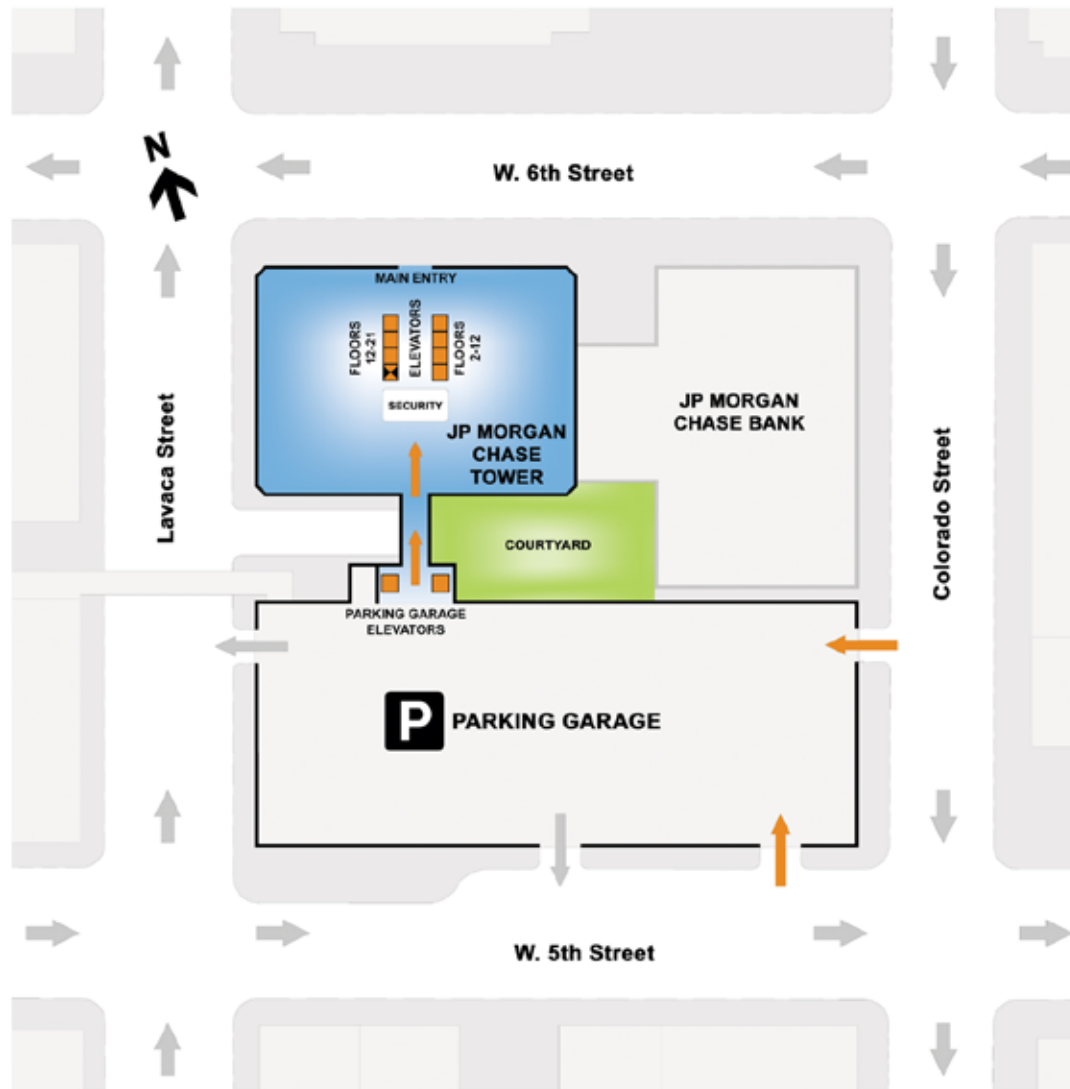 N
W. 6th Street
MAIN ENTRY
FLOORS
12-21
ELEVATORS
FLOORS
2-12
SECURITY
JP MORGAN
CHASE
TOWER
JP MORGAN
CHASE BANK
Lavaca Street
Colorado Street
COURTYARD
PARKING GARAGE
ELEVATORS
P PARKING GARAGE
W. 5th Street